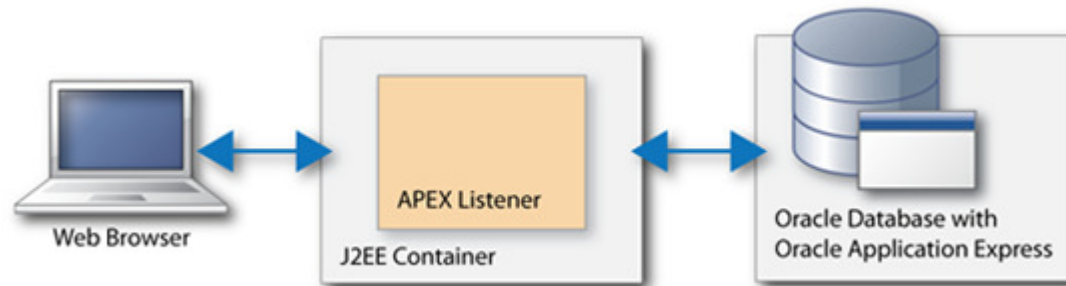 Web Browser
APEX Listener
J2EE Container
Oracle Database with
Oracle Application Express